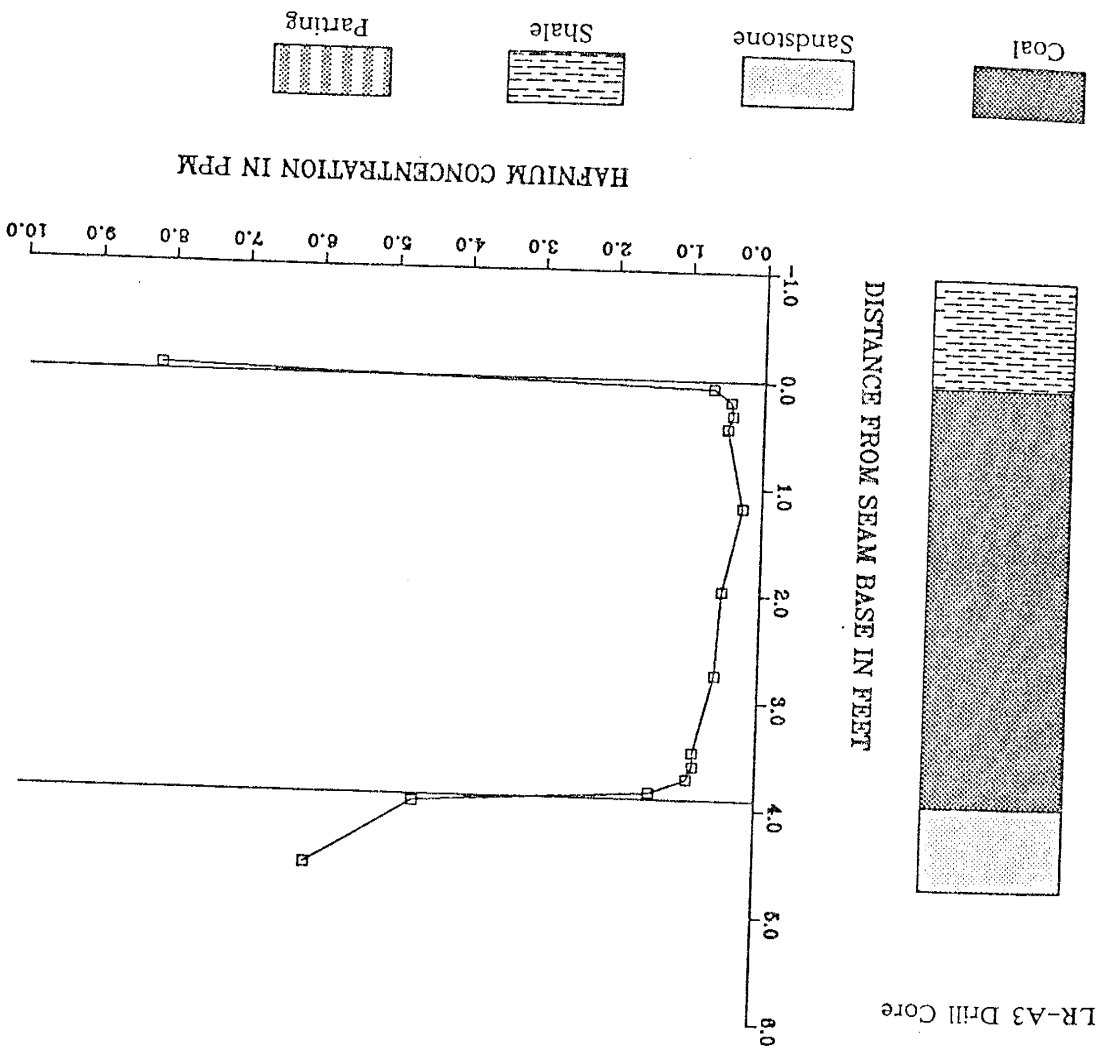 LR-A3 Drill Core
6.0
5.0
4.0
3.0
2.0
1.0
0.0
-1.0
DISTANCE FROM SEAM BASE IN FEET
0.0 1.0 2.0 3.0 4.0 5.0 6.0 7.0 8.0 9.0 10.0
HAFNIUM CONCENTRATION IN PPM
Coal
Sandstone
Shale
Parting